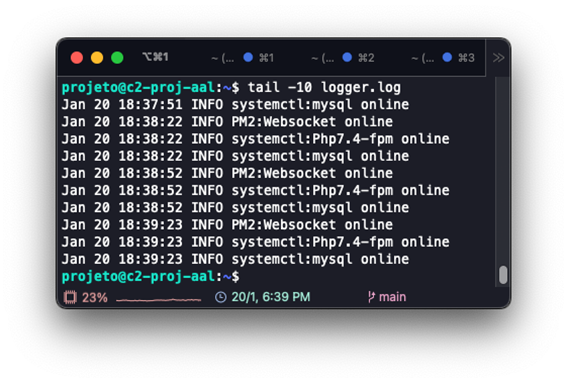 ⌥⌘1 ~ (... ⌘1 ~ (... ⌘2 ~ (... ⌘3 >>
projeto@c2-proj-aal:~$ tail -10 logger.log
Jan 20 18:37:51 INFO systemctl:mysql online
Jan 20 18:38:22 INFO PM2:Websocket online
Jan 20 18:38:22 INFO systemctl:Php7.4-fpm online
Jan 20 18:38:22 INFO systemctl:mysql online
Jan 20 18:38:52 INFO PM2:Websocket online
Jan 20 18:38:52 INFO systemctl:Php7.4-fpm online
Jan 20 18:38:52 INFO systemctl:mysql online
Jan 20 18:39:23 INFO PM2:Websocket online
Jan 20 18:39:23 INFO systemctl:Php7.4-fpm online
Jan 20 18:39:23 INFO systemctl:mysql online
projeto@c2-proj-aal:~$
23% 20/1, 6:39 PM main